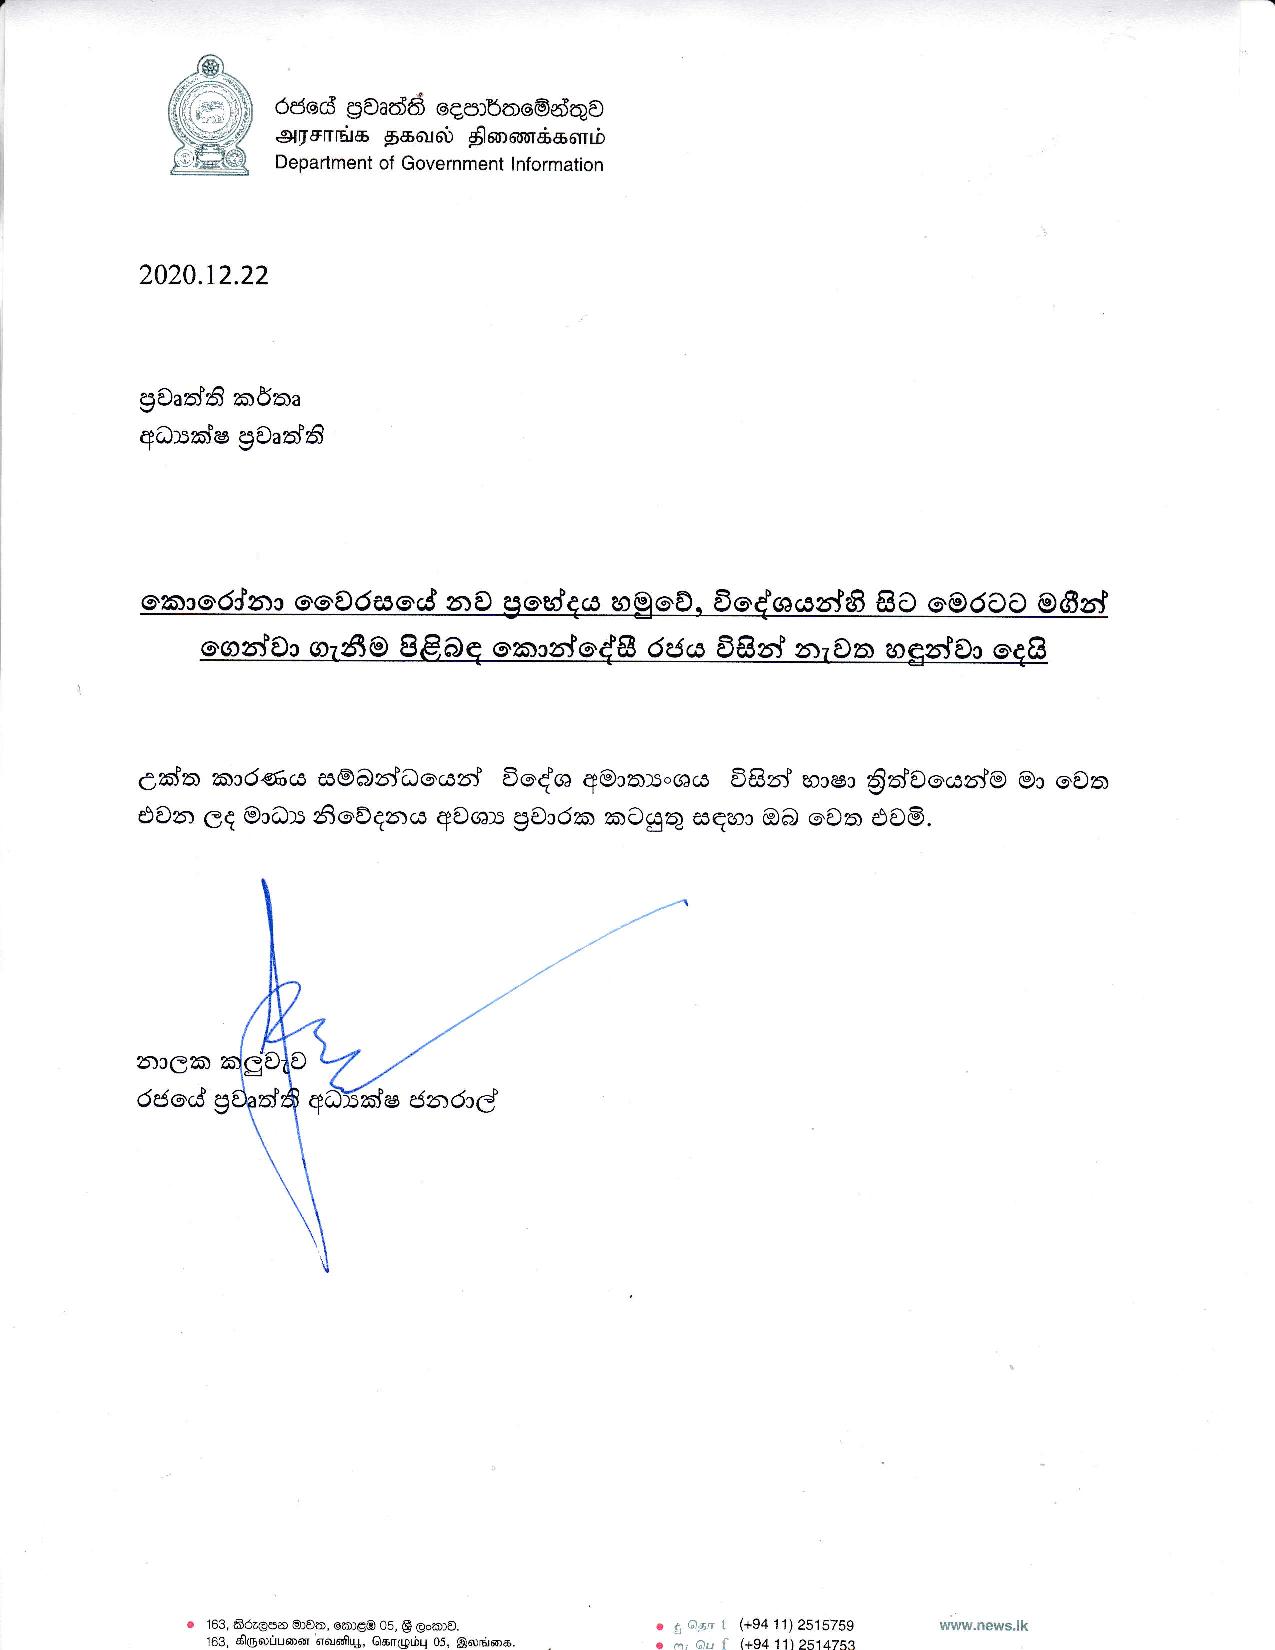 රජයේ ප්‍රවෘත්ති දෙපාර්තමේන්තුව
அரசாங்க தகவல் திணைக்களம்
Department of Government Information
2020.12.22
ප්‍රවෘත්ති කර්තෘ
අධ්‍යක්ෂ ප්‍රවෘත්ති
කොරෝනා වෛරසයේ නව ප්‍රභේදය හමුවේ, විදේශයන්හි සිට මෙරටට මගීන්
ගෙන්වා ගැනීම පිළිබඳ කොන්දේසී රජය විසින් නැවත හඳුන්වා දෙයි
උක්ත කාරණය සම්බන්ධයෙන් විදේශ අමාත්‍යංශය විසින් භාෂා ත්‍රිත්වයෙන්ම මා වෙත
එවන ලද මාධ්‍ය නිවේදනය අවශ්‍ය ප්‍රචාරක කටයුතු සඳහා ඔබ වෙත එවමි.
නාලක කලුවැව
රජයේ ප්‍රවෘත්ති අධ්‍යක්ෂ ජනරාල්
163, කිරුලපන මාවත, කොළඹ 05, ශ්‍රී ලංකාව.
(+94 11) 2515759
www.news.lk
163, கிருலப்பனை எவனியூ, கொழும்பு 05, இலங்கை.
(+94 11) 2514753